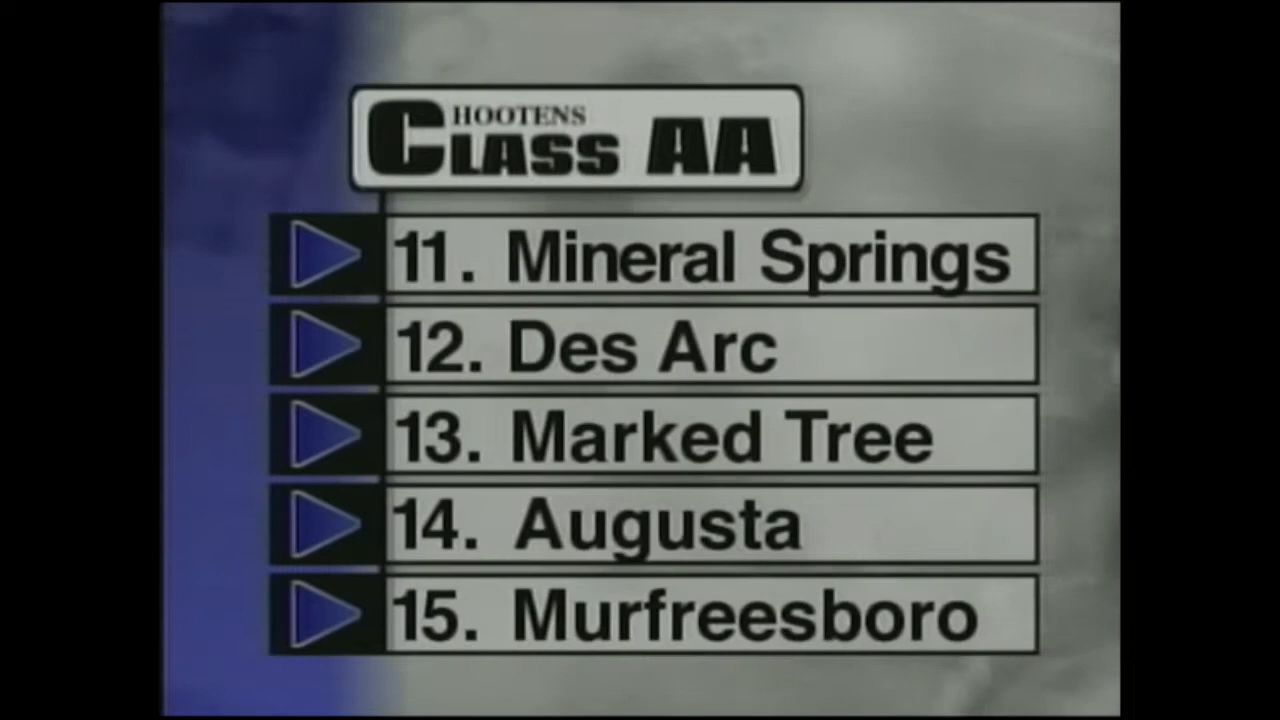 HOOTENS
CLASS AA
11. Mineral Springs
12. Des Arc
13. Marked Tree
14. Augusta
15. Murfreesboro